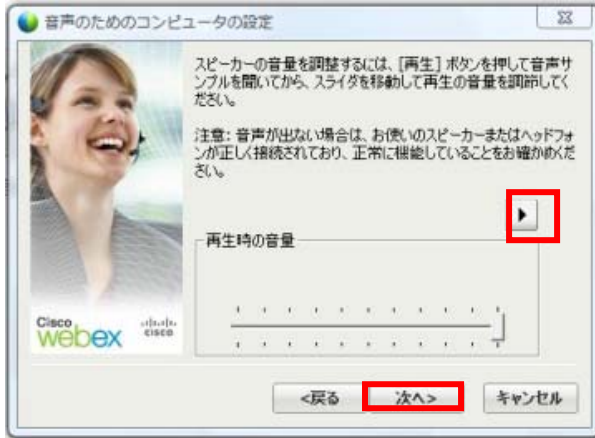 音声のためのコンピュータの設定
スピーカーの音量を調整するには、[再生] ボタンを押して音声サ
ンプルを聞いてから、スライダを移動して再生の音量を調節してく
ださい。
注意: 音声が出ない場合は、お使いのスピーカーまたはヘッドフォ
ンが正しく接続されており、正常に機能していることをお確かめくだ
さい。
再生時の音量
Cisco
webex
cisco
<戻る
次へ>
キャンセル